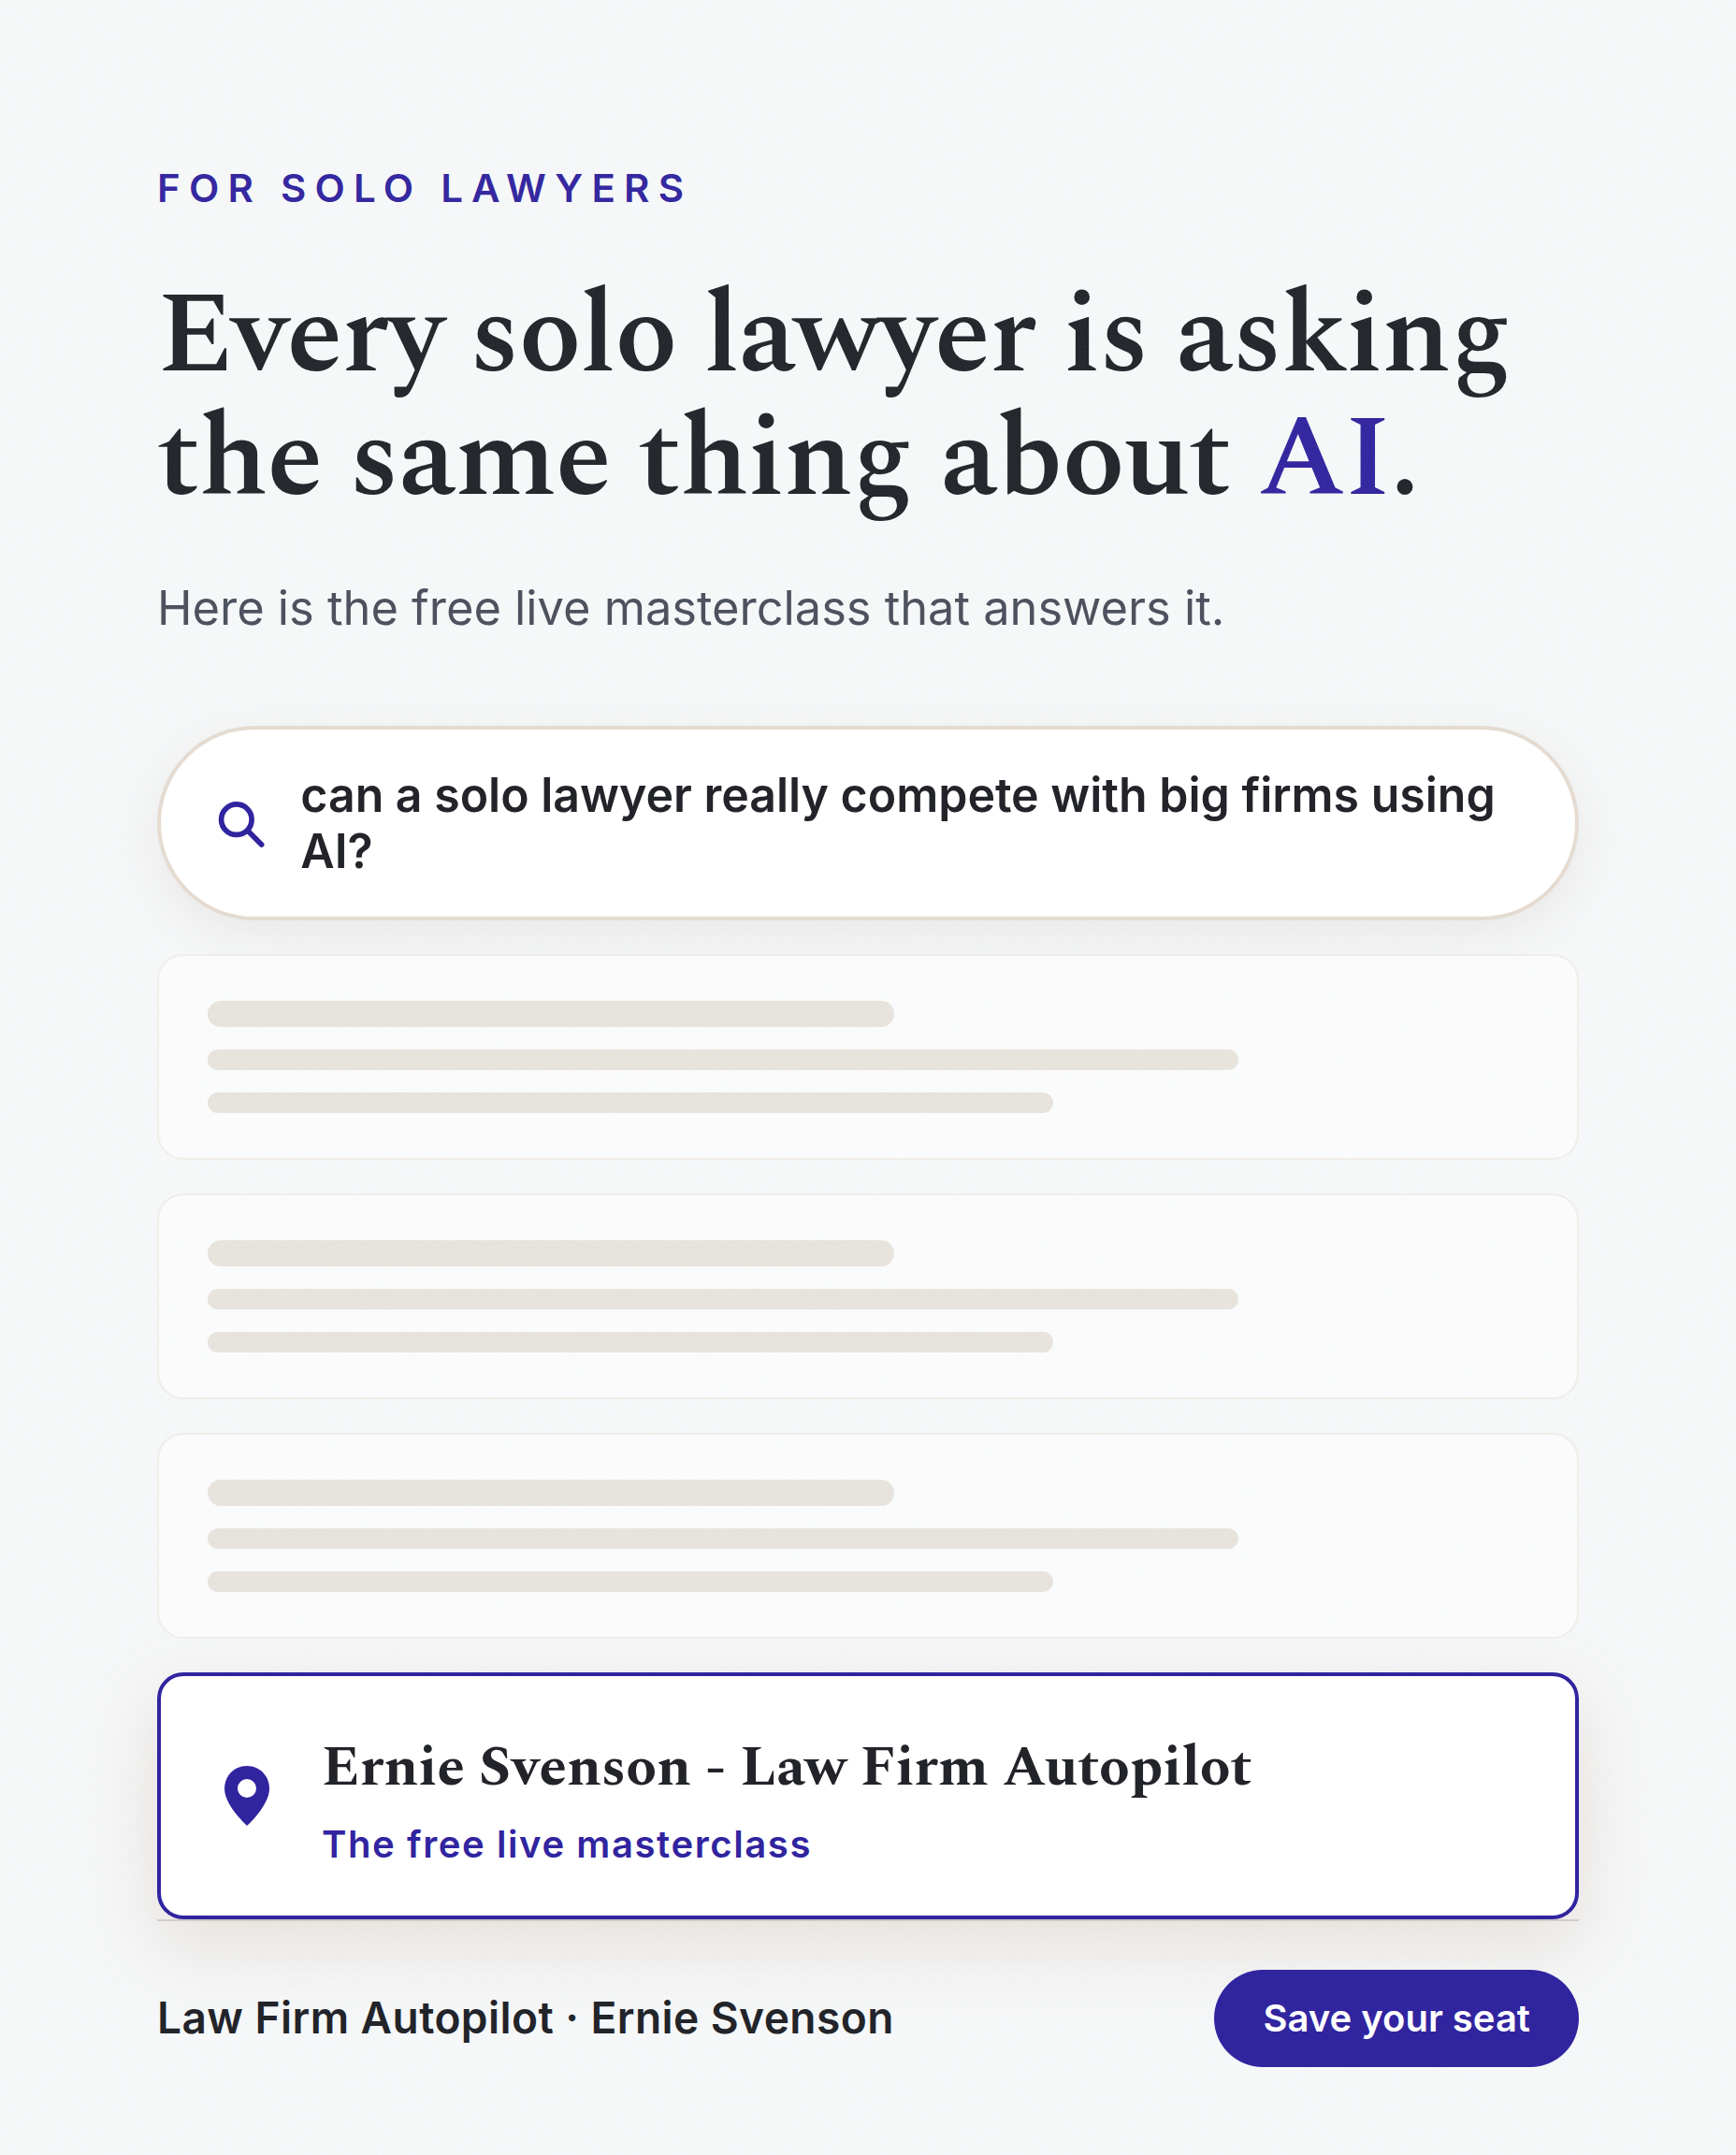 FOR SOLO LAWYERS
Every solo lawyer is asking
the same thing about AI.
Here is the free live masterclass that answers it.
can a solo lawyer really compete with big firms using
AI?
Ernie Svenson - Law Firm Autopilot
The free live masterclass
Law Firm Autopilot · Ernie Svenson
Save your seat